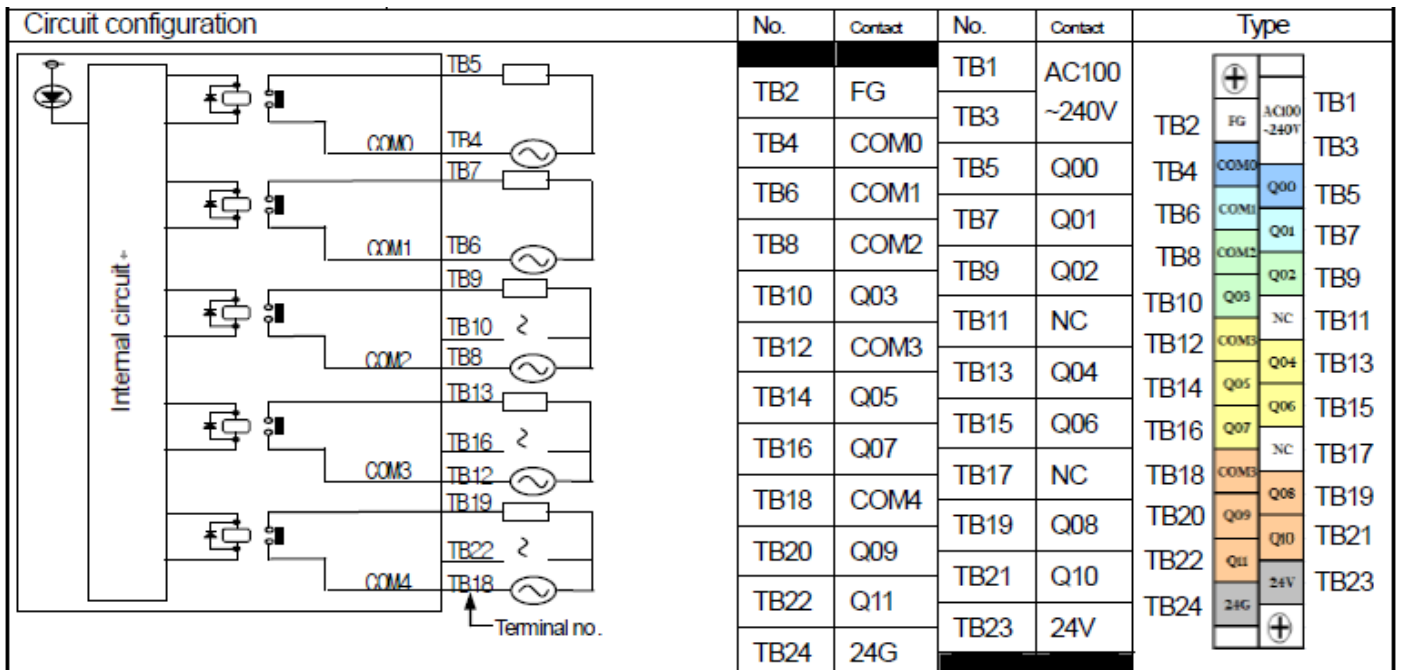 Circuit configuration
No. Contact No. Contact Type
TB5
COM0 TB4
TB7
COM1 TB6
TB9
TB10
COM2 TB8
TB13
TB16
COM3 TB12
TB19
TB22
COM4 TB18
Terminal no.
Internal circuit
TB2 FG
TB4 COM0
TB6 COM1
TB8 COM2
TB10 Q03
TB12 COM3
TB14 Q05
TB16 Q07
TB18 COM4
TB20 Q09
TB22 Q11
TB24 24G
TB1 AC100
TB3 ~240V
TB5 Q00
TB7 Q01
TB9 Q02
TB11 NC
TB13 Q04
TB15 Q06
TB17 NC
TB19 Q08
TB21 Q10
TB23 24V
TB2 FG
TB4 COM0
TB6 COM1
TB8 COM2
TB10 Q03
TB12 COM3
TB14 Q05
TB16 Q07
TB18 COM3
TB20 Q09
TB22 Q11
TB24 24G
AC100 TB1
~240V TB3
Q00 TB5
Q01 TB7
Q02 TB9
NC TB11
Q04 TB13
Q06 TB15
NC TB17
Q08 TB19
Q10 TB21
24V TB23